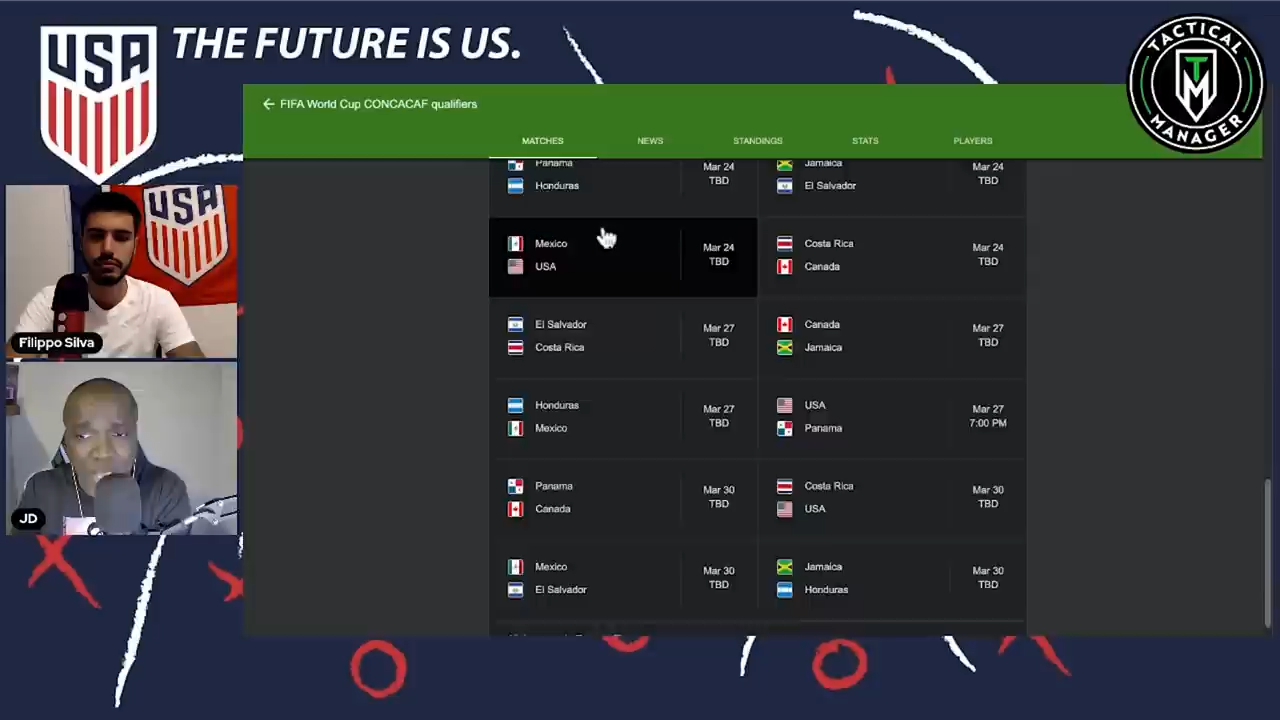 USA THE FUTURE IS US.
TACTICAL
TM
MANAGER
FIFA World Cup CONCACAF qualifiers
MATCHES NEWS STANDINGS STATS PLAYERS
Panama Mar 24 Jamaica Mar 24
Honduras TBD El Salvador TBD
Mexico Mar 24 Costa Rica Mar 24
USA TBD Canada TBD
El Salvador Mar 27 Canada Mar 27
Costa Rica TBD Jamaica TBD
Honduras Mar 27 USA Mar 27
Mexico TBD Panama 7:00 PM
Panama Mar 30 Costa Rica Mar 30
Canada TBD USA TBD
Mexico Mar 30 Jamaica Mar 30
El Salvador TBD Honduras TBD
USA
Filippo Silva
JD